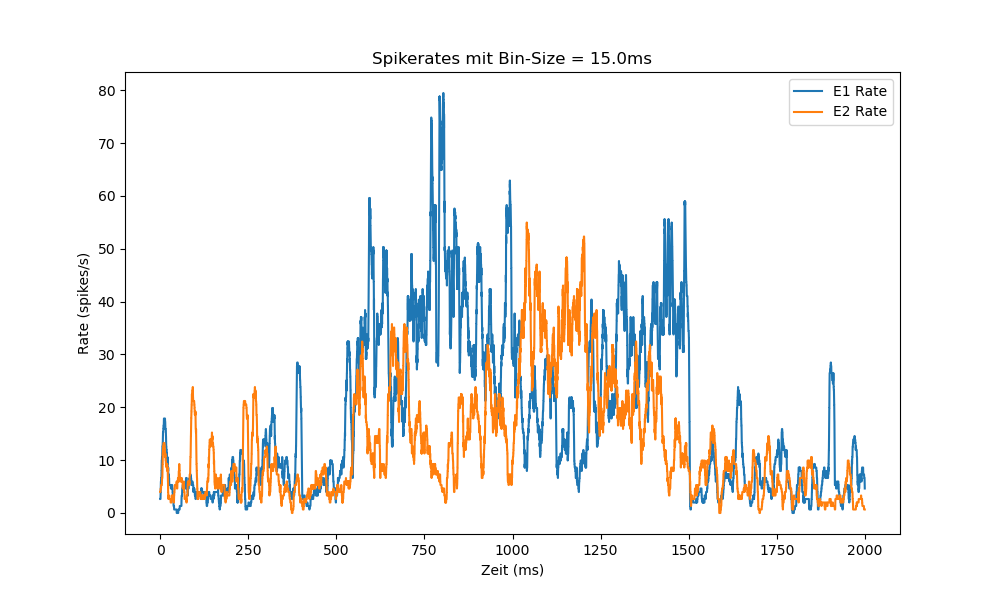 Spikerates mit Bin-Size = 15.0ms
E1 Rate
E2 Rate
80
70
60
50
40
30
20
10
0
Rate (spikes/s)
0 250 500 750 1000 1250 1500 1750 2000
Zeit (ms)